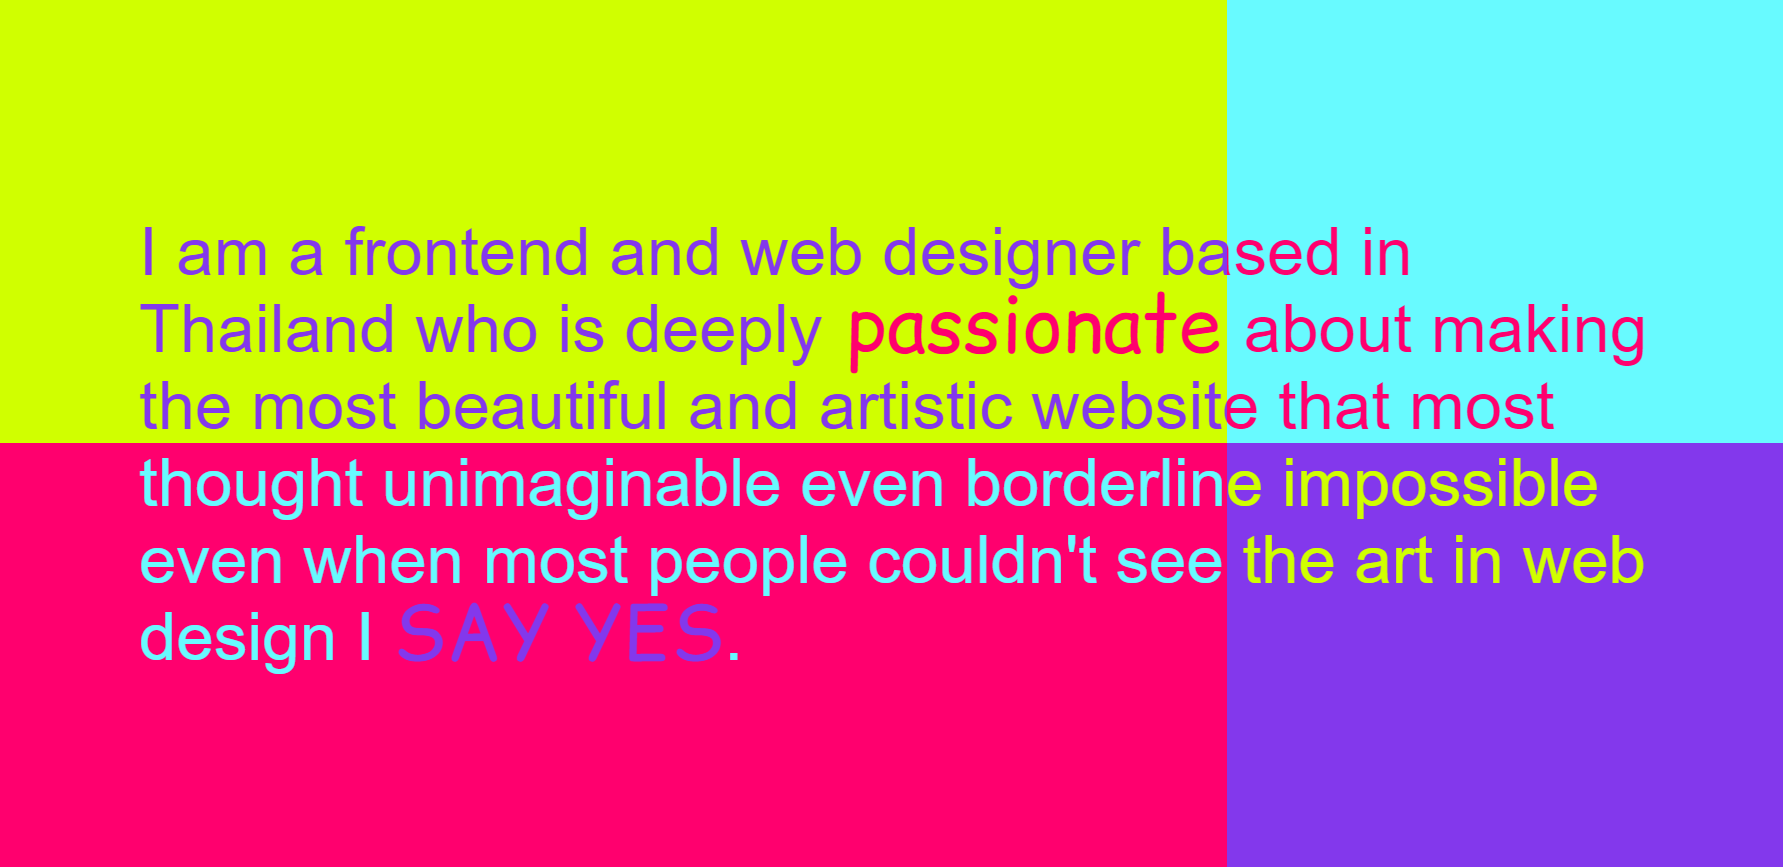 I am a frontend and web designer based in
Thailand who is deeply passionate about making
the most beautiful and artistic website that most
thought unimaginable even borderline impossible
even when most people couldn't see the art in web
design I SAY YES.